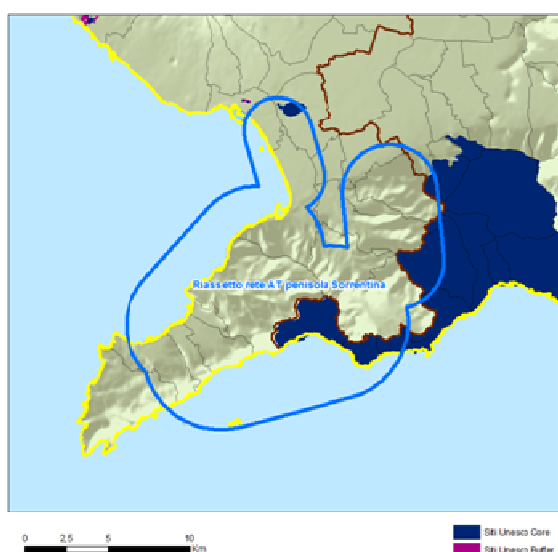 Riassetto rete AT penisola Sorrentina
0 2,5 5 10
Km
Siti Unesco Core
Siti Unesco Buffer